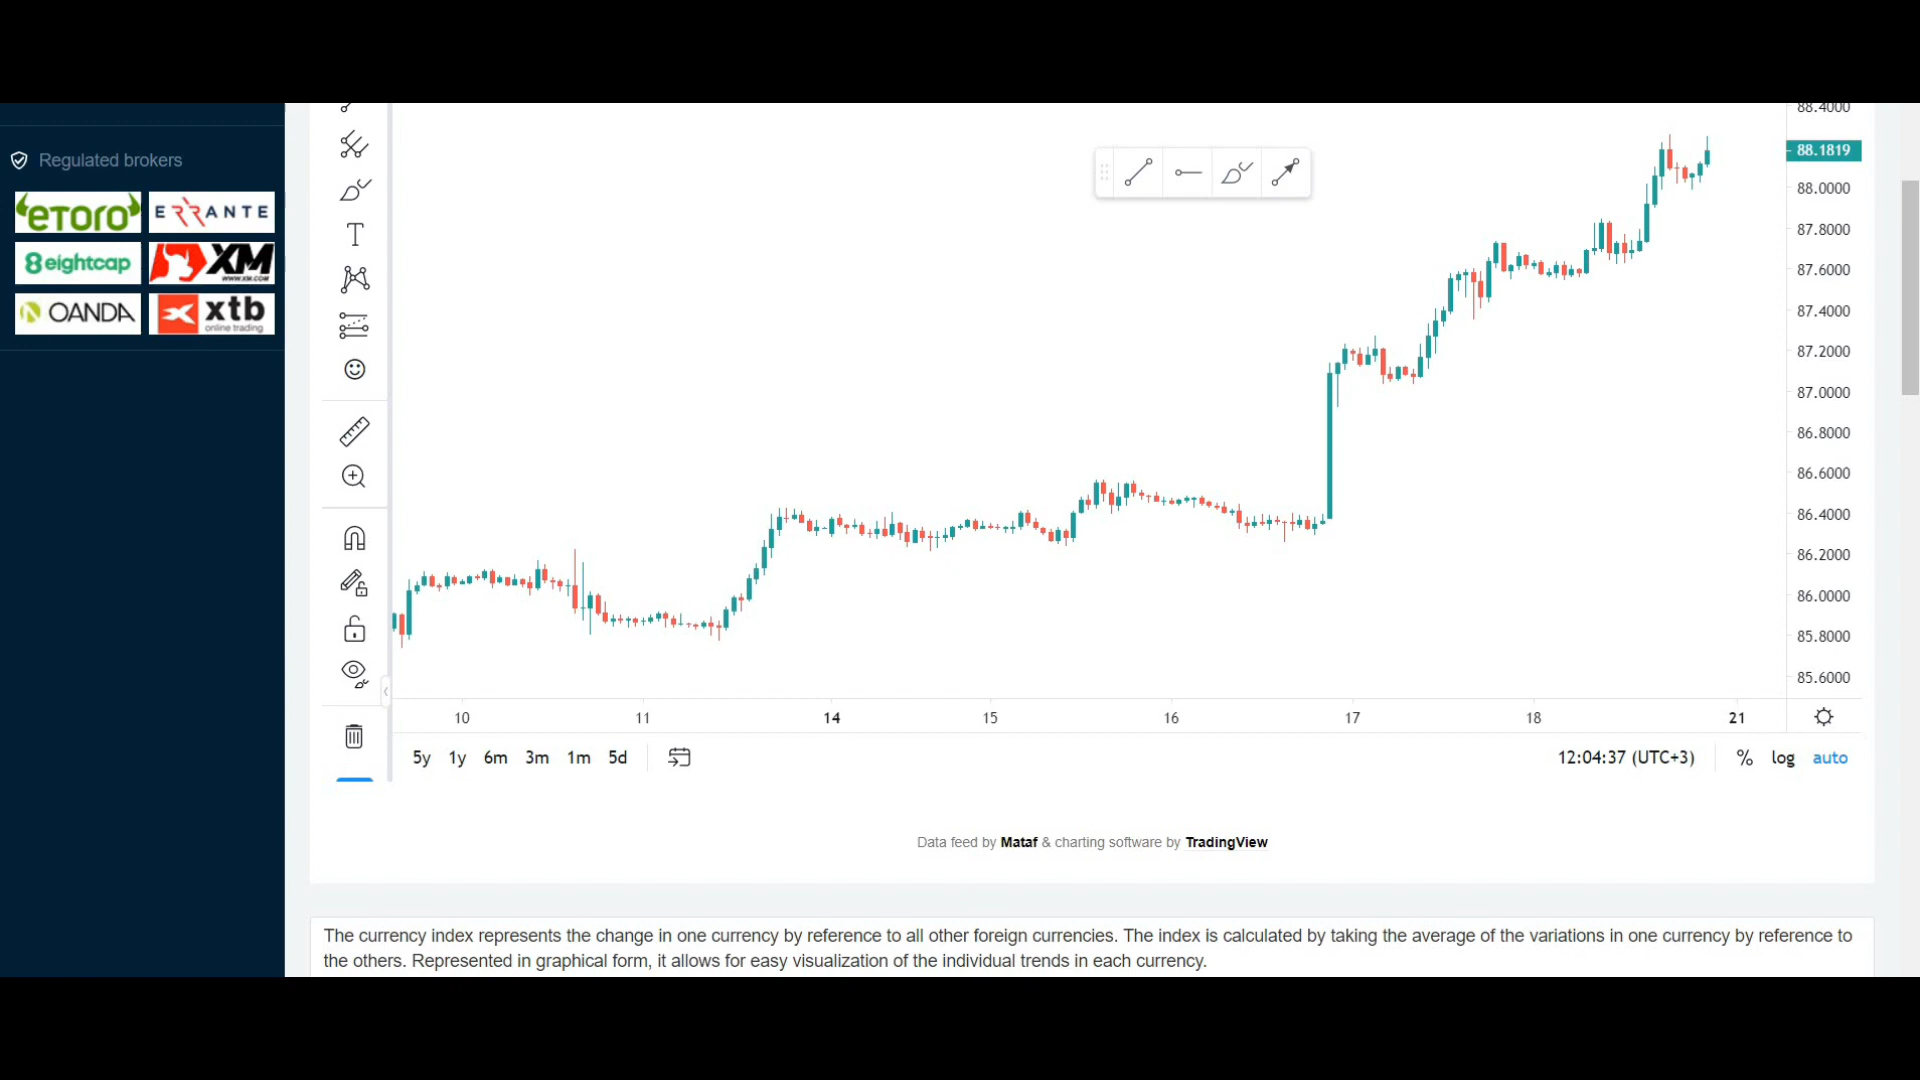 Regulated brokers
eToro
ERRANTE
8eightcap
XM
WWW.XM.COM
OANDA
xtb
online trading
T
88.4000
88.1819
88.0000
87.8000
87.6000
87.4000
87.2000
87.0000
86.8000
86.6000
86.4000
86.2000
86.0000
85.8000
85.6000
10 11 14 15 16 17 18 21
5y 1y 6m 3m 1m 5d 12:04:37 (UTC+3) % log auto
Data feed by Mataf & charting software by TradingView
The currency index represents the change in one currency by reference to all other foreign currencies. The index is calculated by taking the average of the variations in one currency by reference to
the others. Represented in graphical form, it allows for easy visualization of the individual trends in each currency.